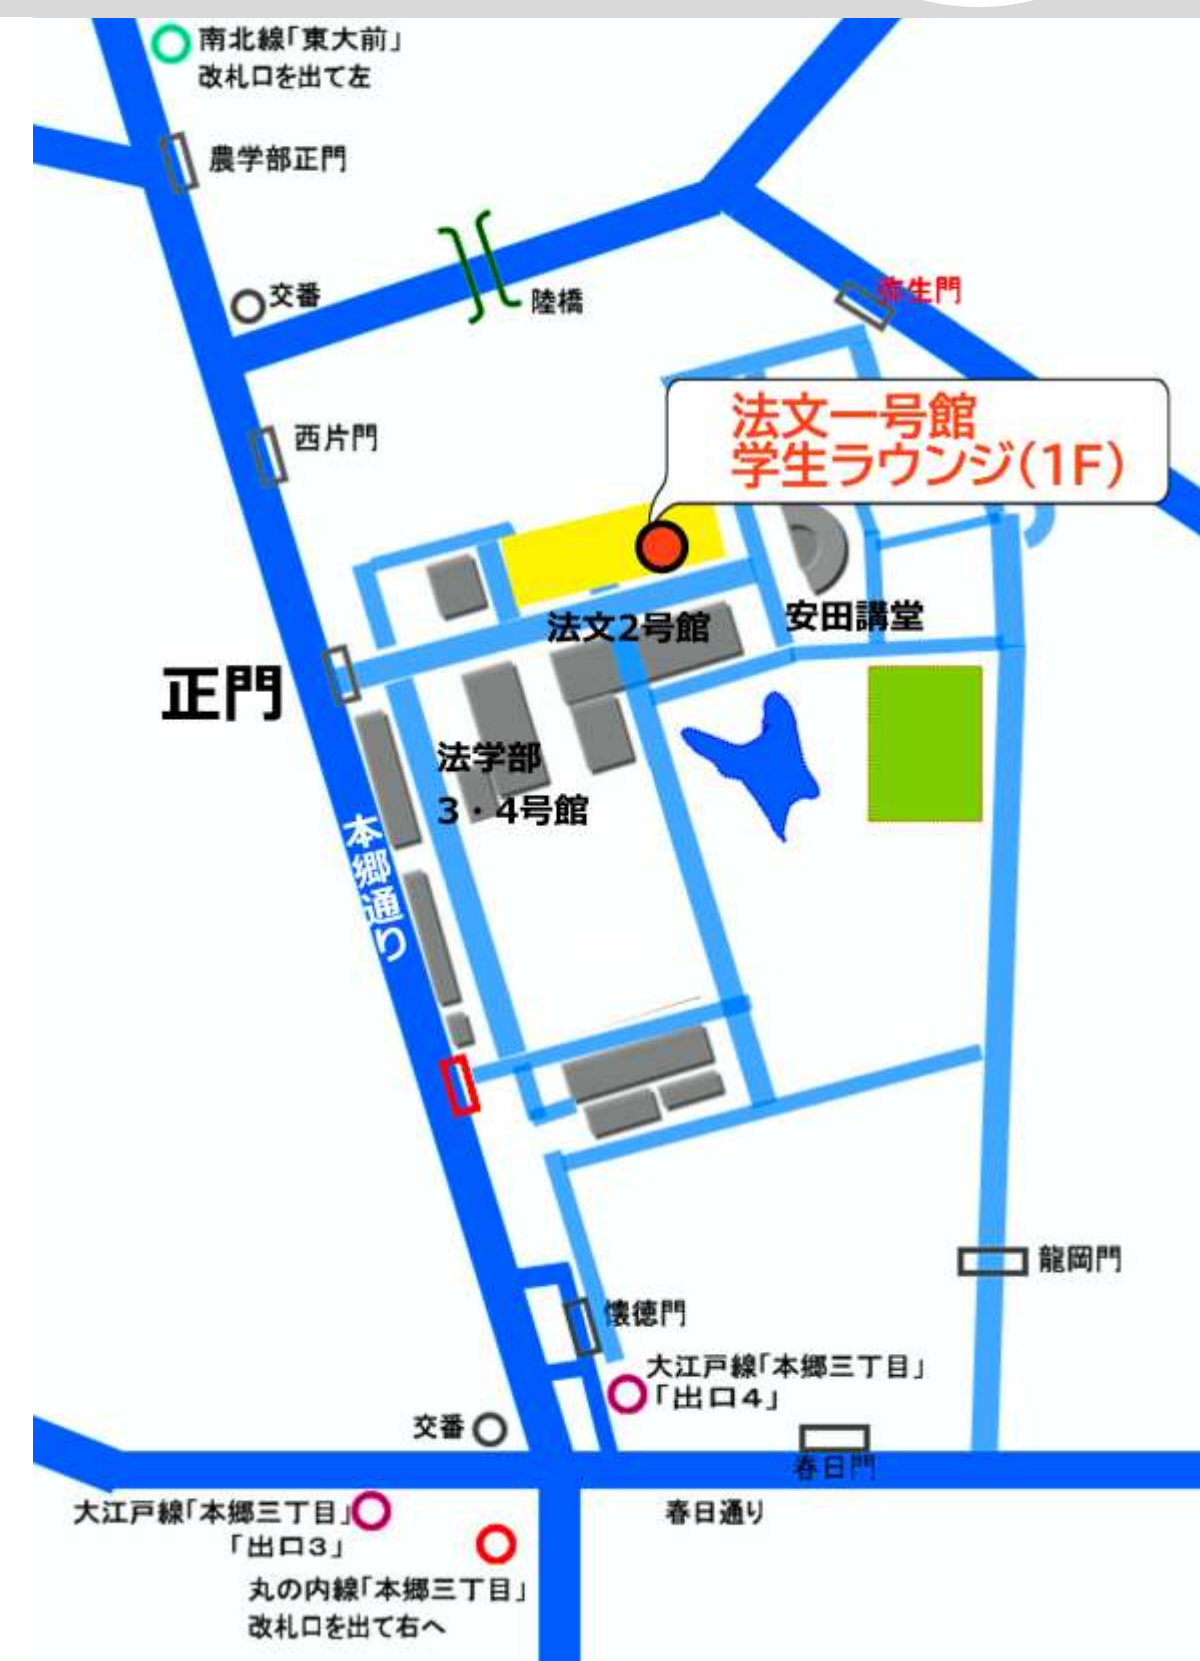 南北線「東大前」
改札口を出て左
農学部正門
交番
陸橋
弥生門
法文一号館
学生ラウンジ(1F)
西片門
法文2号館
安田講堂
正門
法学部
3・4号館
本郷通り
龍岡門
懐徳門
大江戸線「本郷三丁目」
「出口4」
交番
春日門
大江戸線「本郷三丁目」
「出口3」
春日通り
丸の内線「本郷三丁目」
改札口を出て右へ